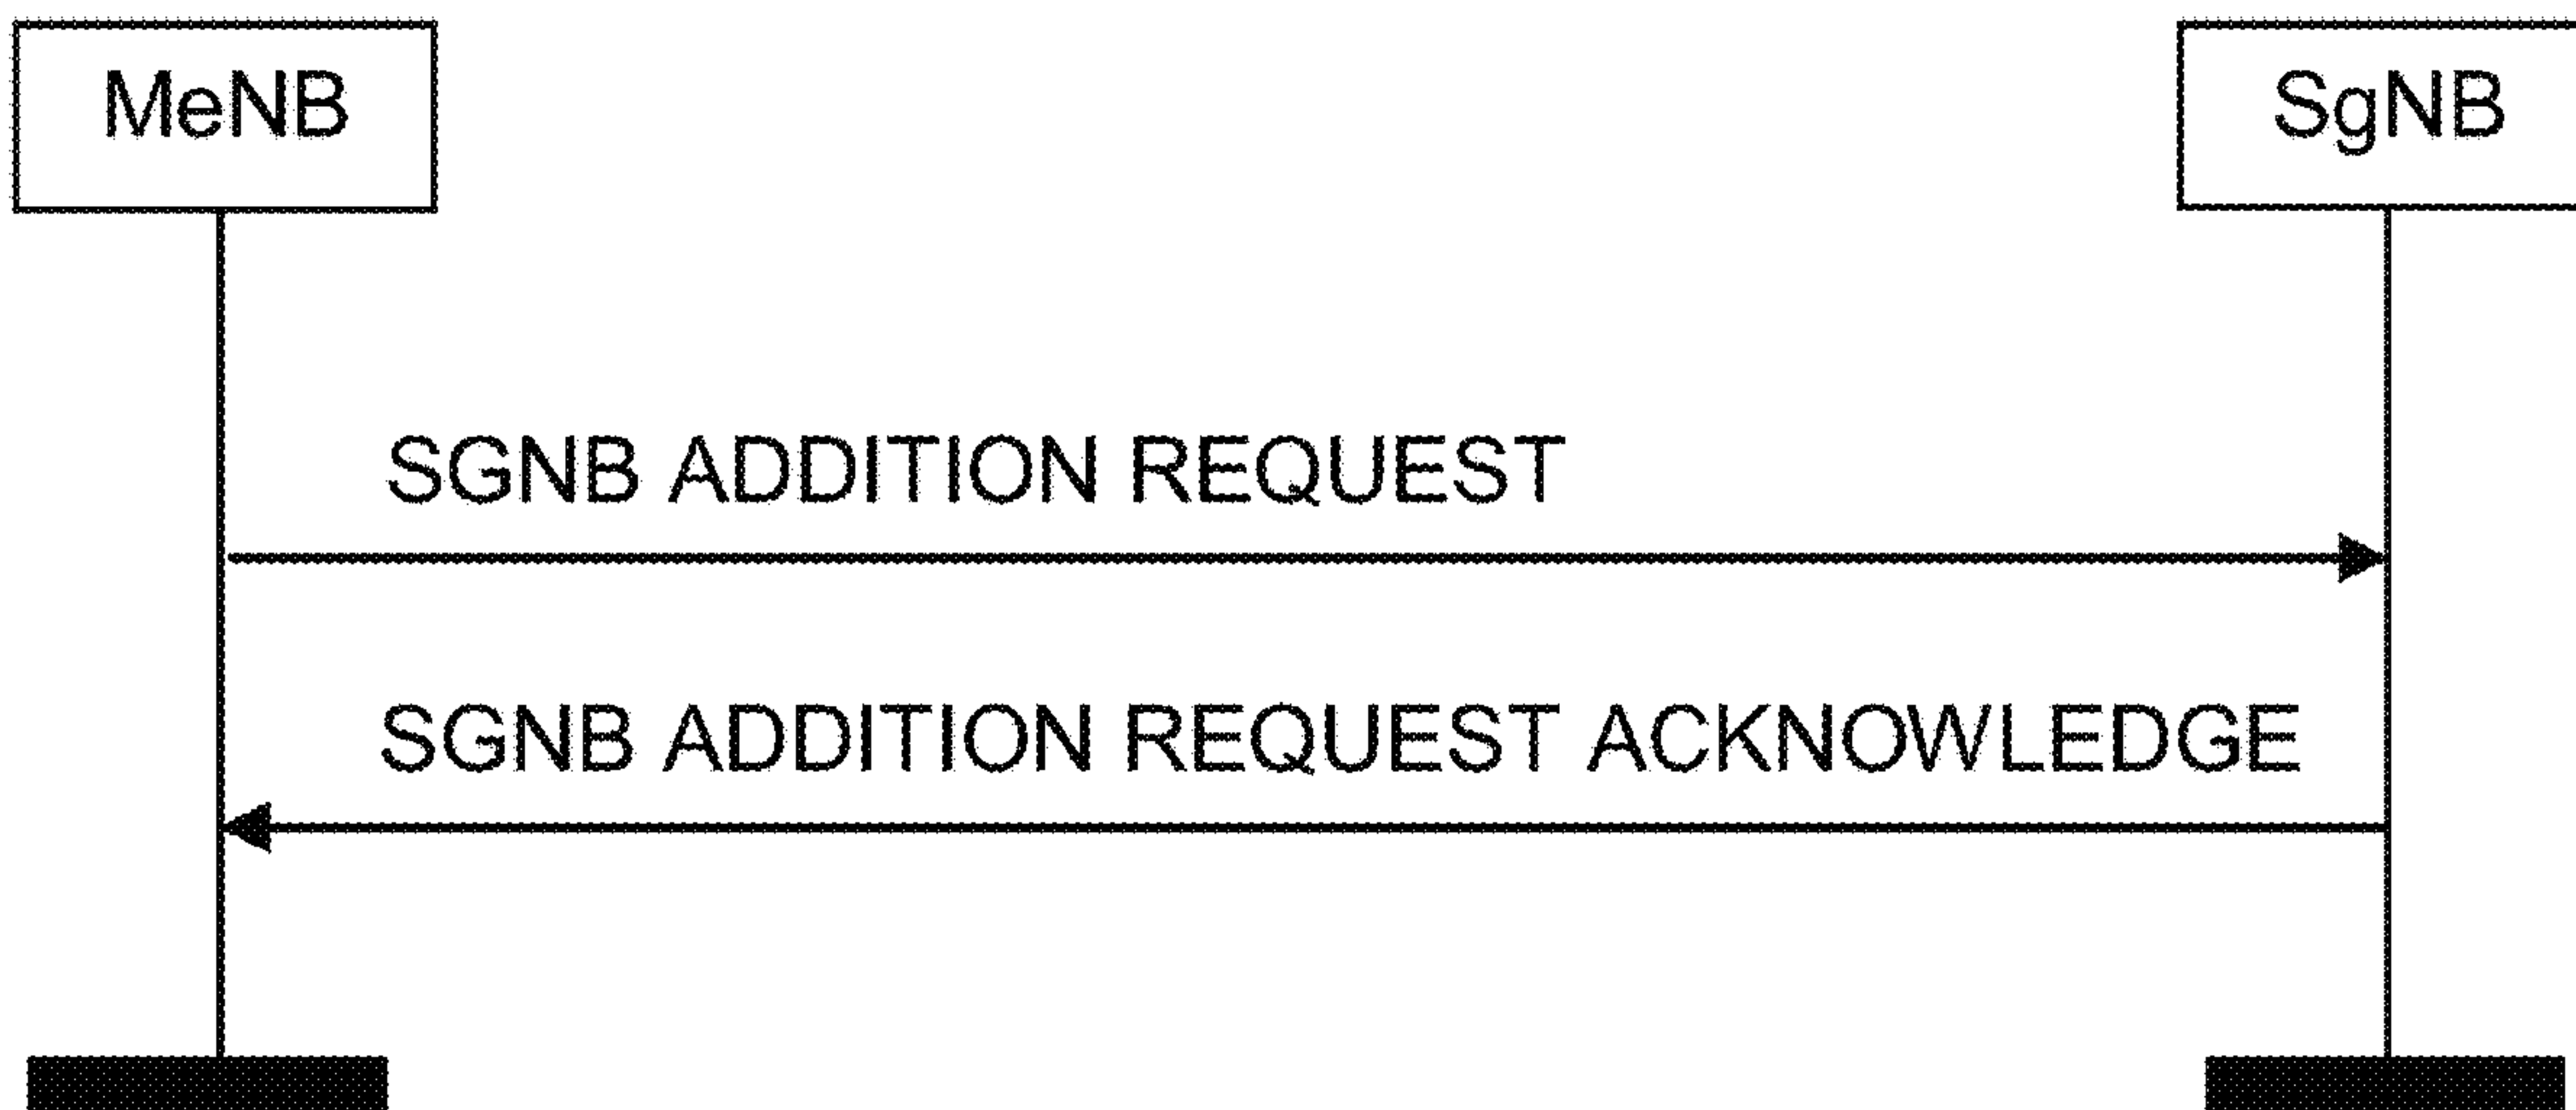 MeNB
SgNB
SGNB ADDITION REQUEST
SGNB ADDITION REQUEST ACKNOWLEDGE